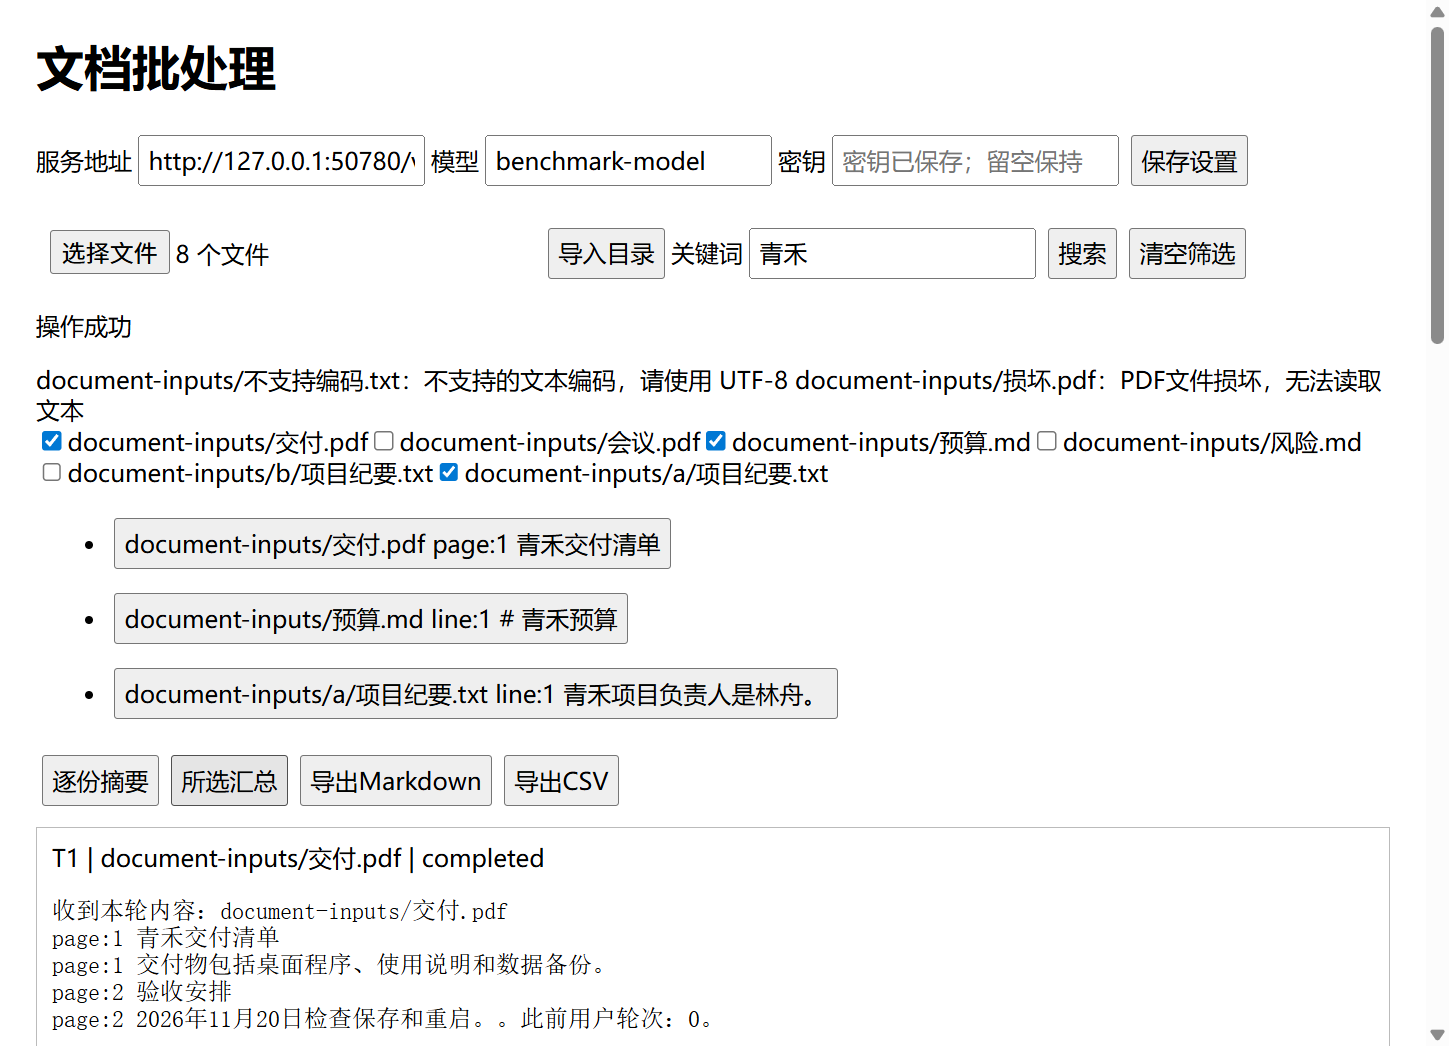 文档批处理
服务地址 http://127.0.0.1:50780/v 模型 benchmark-model 密钥 密钥已保存；留空保持 保存设置
选择文件 8 个文件 导入目录 关键词 青禾 搜索 清空筛选
操作成功
document-inputs/不支持编码.txt：不支持的文本编码，请使用 UTF-8 document-inputs/损坏.pdf：PDF文件损坏，无法读取
文本
document-inputs/交付.pdf document-inputs/会议.pdf document-inputs/预算.md document-inputs/风险.md
document-inputs/b/项目纪要.txt document-inputs/a/项目纪要.txt
document-inputs/交付.pdf page:1 青禾交付清单
document-inputs/预算.md line:1 # 青禾预算
document-inputs/a/项目纪要.txt line:1 青禾项目负责人是林舟。
逐份摘要 所选汇总 导出Markdown 导出CSV
T1 | document-inputs/交付.pdf | completed
收到本轮内容：document-inputs/交付.pdf
page:1 青禾交付清单
page:1 交付物包括桌面程序、使用说明和数据备份。
page:2 验收安排
page:2 2026年11月20日检查保存和重启。。此前用户轮次：0。